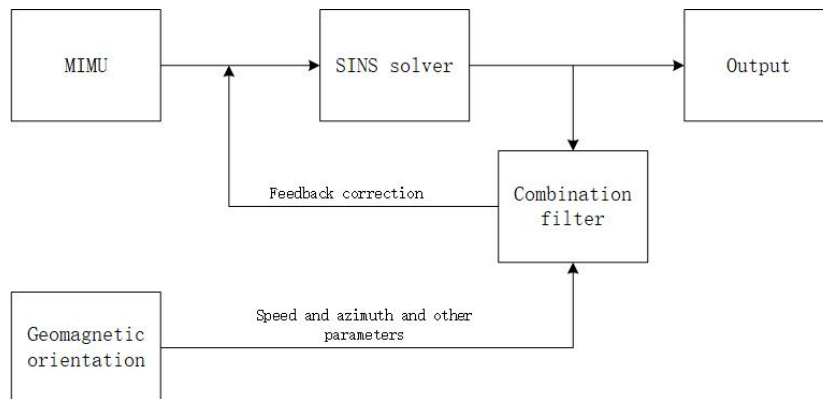 MIMU
SINS solver
Output
Feedback correction
Combination
filter
Speed and azimuth and other
parameters
Geomagnetic
orientation